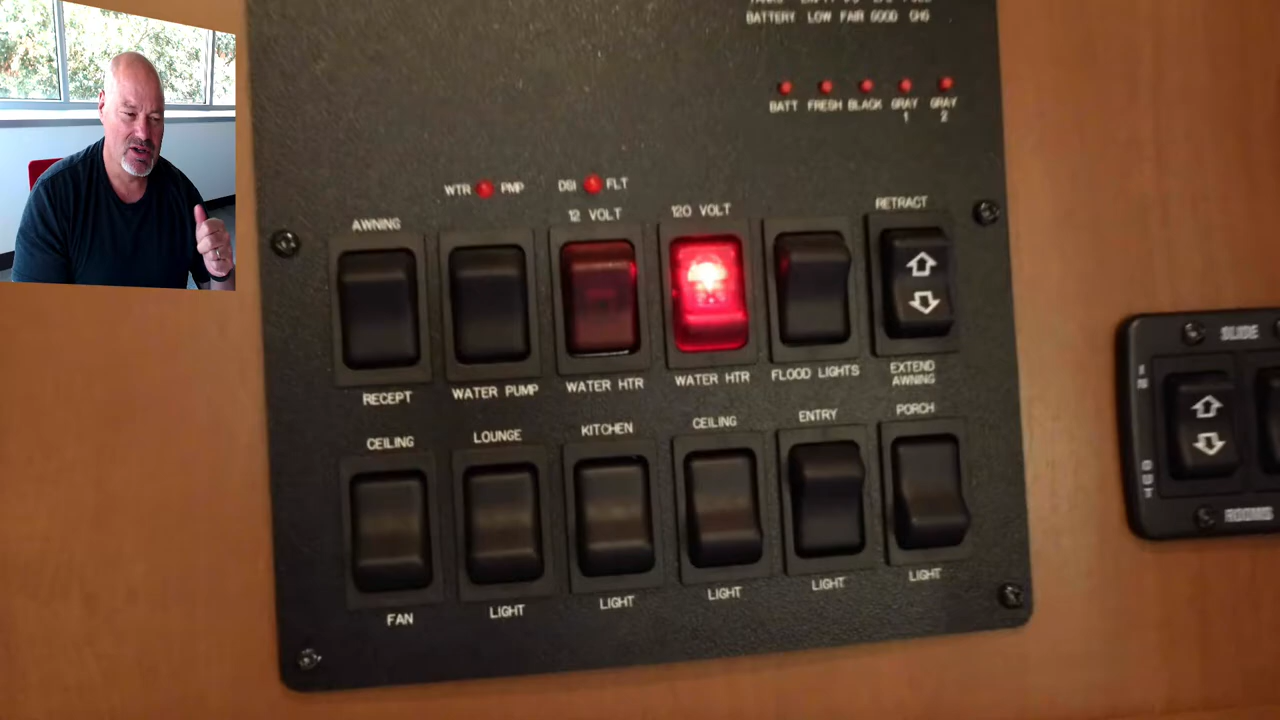 BATTERY LOW FAIR GOOD CHG
BATT FRESH BLACK GRAY 1 GRAY 2
WTR PMP DSI FLT
AWNING 12 VOLT 120 VOLT RETRACT
RECEPT WATER PUMP WATER HTR WATER HTR FLOOD LIGHTS EXTEND AWNING
CEILING LOUNGE KITCHEN CEILING ENTRY PORCH
FAN LIGHT LIGHT LIGHT LIGHT LIGHT
SLIDE
IN
OUT
ROOMS